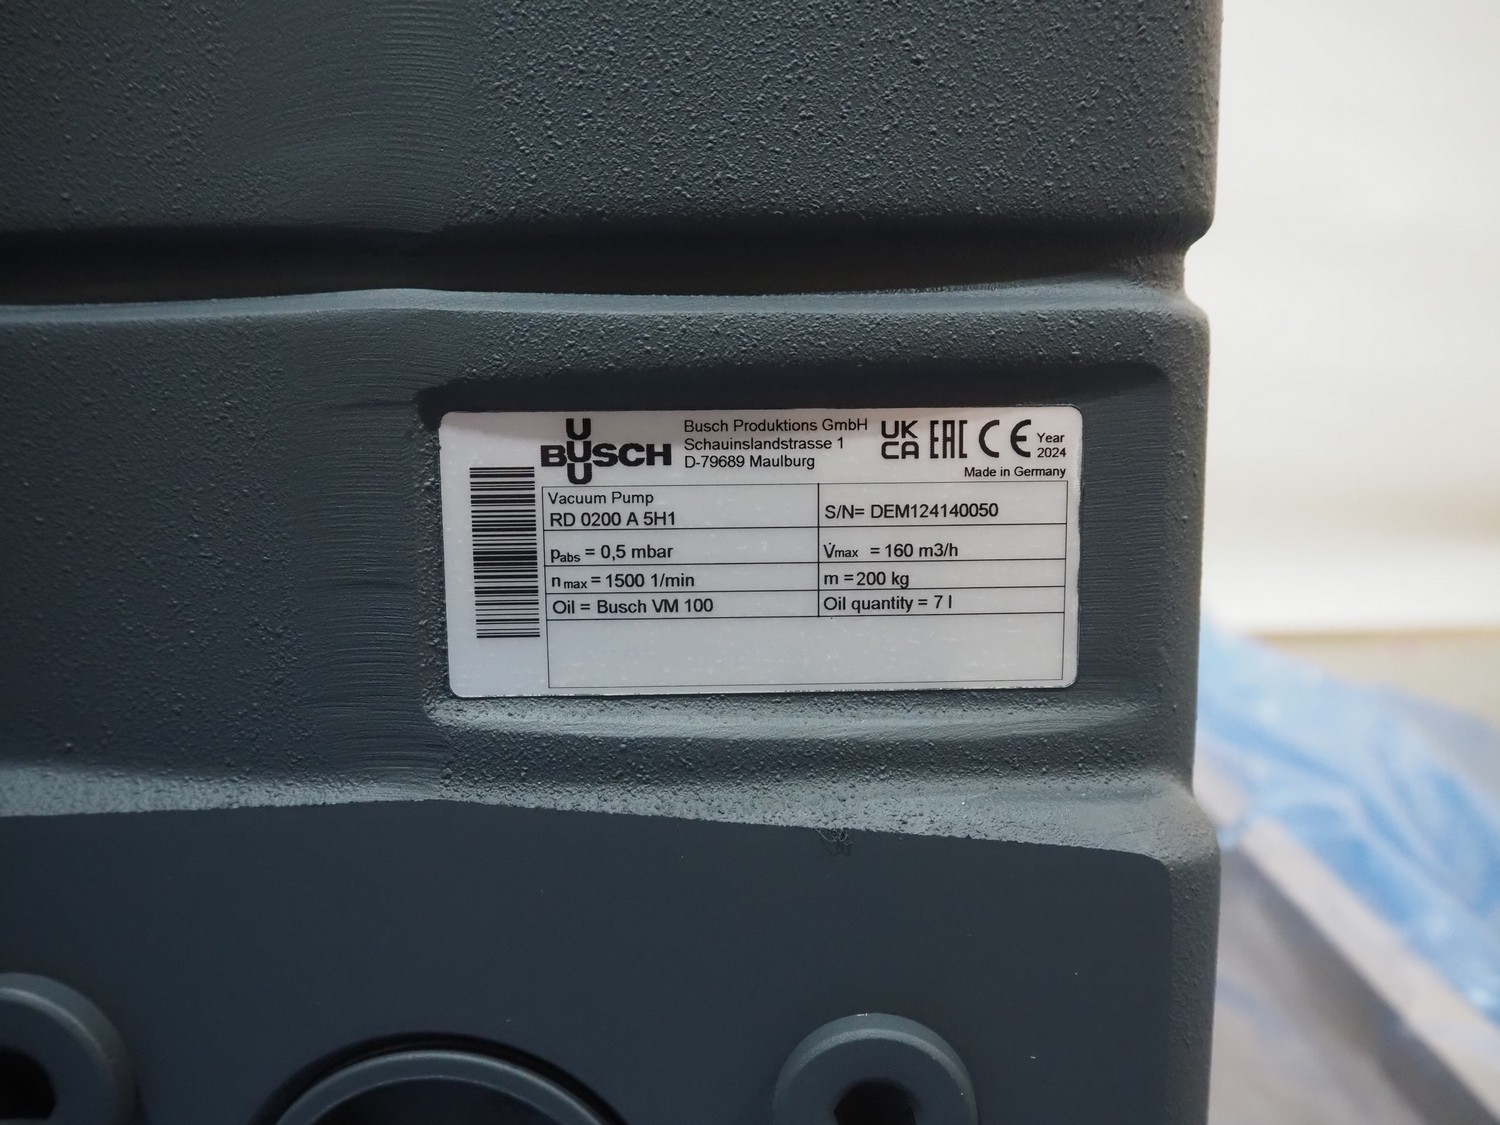 BUSCH
U
U
Busch Produktions GmbH
Schauinslandstrasse 1
D-79689 Maulburg
UK
CA
EAC
CE
Year
2024
Made in Germany
Vacuum Pump
RD 0200 A 5H1
S/N= DEM124140050
pabs = 0,5 mbar
V̇max = 160 m3/h
n max = 1500 1/min
m = 200 kg
Oil = Busch VM 100
Oil quantity = 7 l